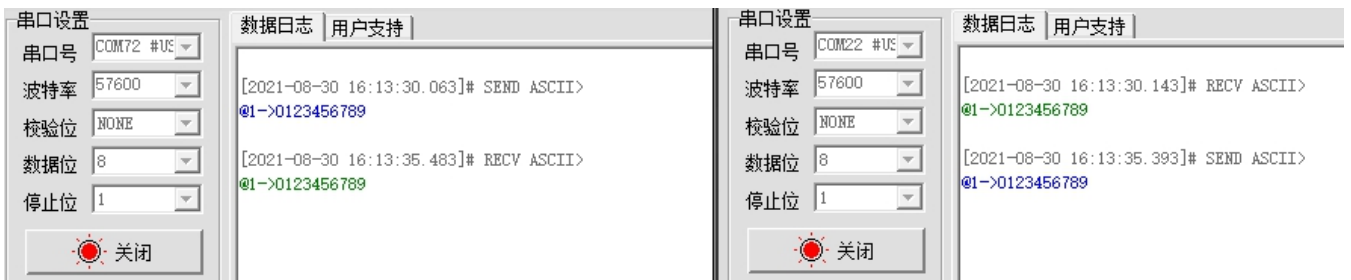 串口设置
串口号 COM72 #US
波特率 57600
校验位 NONE
数据位 8
停止位 1
关闭
数据日志 用户支持
[2021-08-30 16:13:30.063]# SEND ASCII>
@1->0123456789
[2021-08-30 16:13:35.483]# RECV ASCII>
@1->0123456789
串口设置
串口号 COM22 #US
波特率 57600
校验位 NONE
数据位 8
停止位 1
关闭
数据日志 用户支持
[2021-08-30 16:13:30.143]# RECV ASCII>
@1->0123456789
[2021-08-30 16:13:35.393]# SEND ASCII>
@1->0123456789